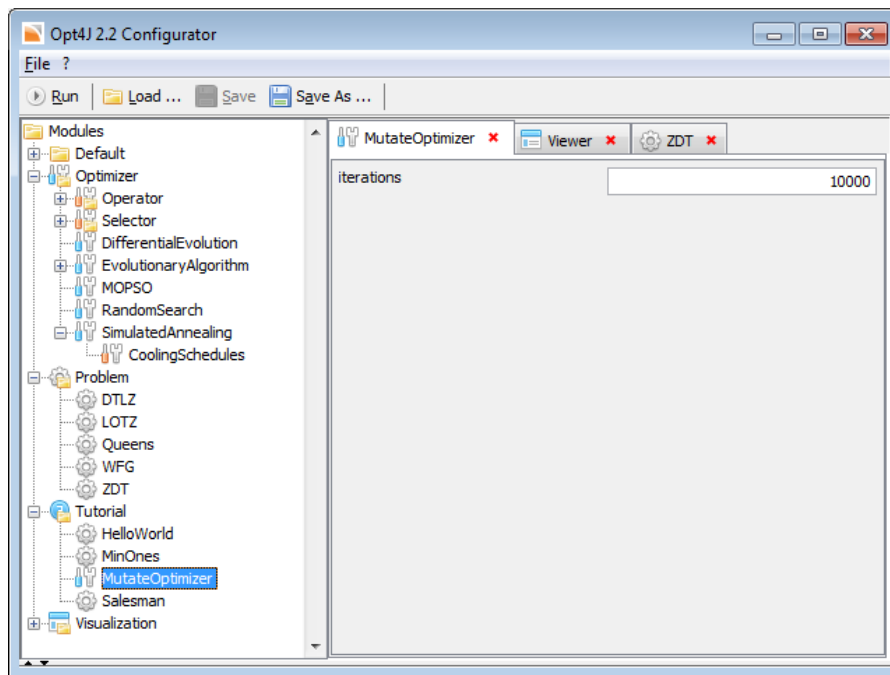 Opt4J 2.2 Configurator
File ?
Run Load ... Save Save As ...
Modules
Default
Optimizer
Operator
Selector
DifferentialEvolution
EvolutionaryAlgorithm
MOPSO
RandomSearch
SimulatedAnnealing
CoolingSchedules
Problem
DTLZ
LOTZ
Queens
WFG
ZDT
Tutorial
HelloWorld
MinOnes
MutateOptimizer
Salesman
Visualization
MutateOptimizer Viewer ZDT
iterations 10000